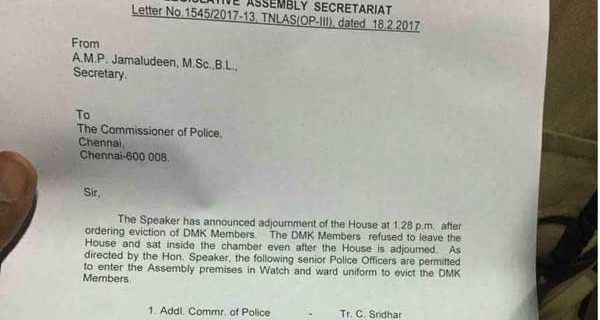 LEGISLATIVE ASSEMBLY SECRETARIAT
Letter No.1545/2017-13, TNLAS(OP-III), dated 18.2.2017
From
A.M.P. Jamaludeen, M.Sc.,B.L.,
Secretary.
To
The Commissioner of Police,
Chennai,
Chennai-600 008.
Sir,
The Speaker has announced adjournment of the House at 1.28 p.m. after
ordering eviction of DMK Members. The DMK Members refused to leave the
House and sat inside the chamber even after the House is adjourned. As
directed by the Hon. Speaker, the following senior Police Officers are permitted
to enter the Assembly premises in Watch and ward uniform to evict the DMK
Members.
1. Addl. Commr. of Police - Tr. C. Sridhar